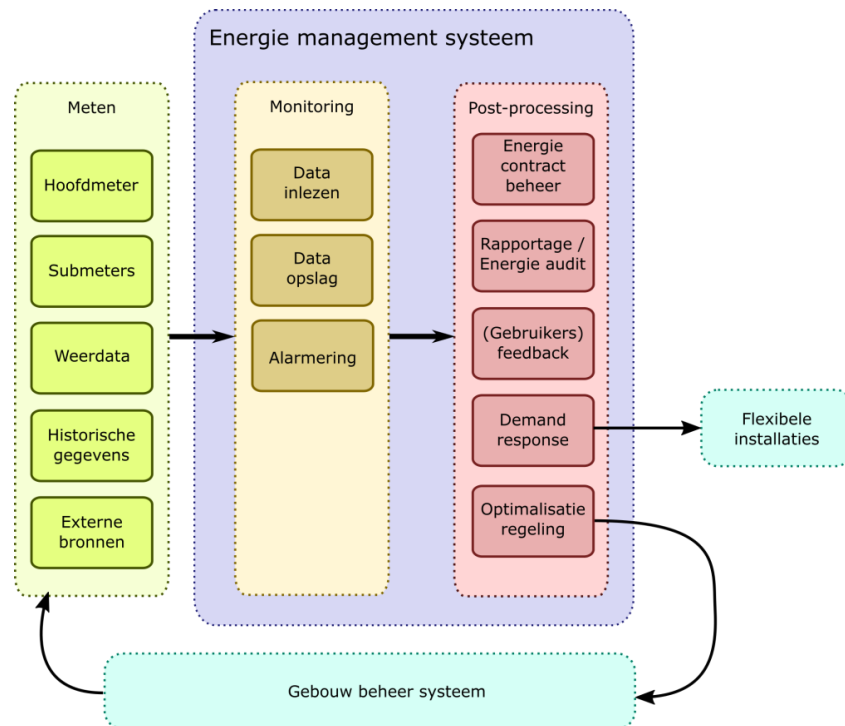 Energie management systeem
Meten
Hoofdmeter
Submeters
Weerdata
Historische
gegevens
Externe
bronnen
Monitoring
Data
inlezen
Data
opslag
Alarmering
Post-processing
Energie
contract
beheer
Rapportage /
Energie audit
(Gebruikers)
feedback
Demand
response
Optimalisatie
regeling
Flexibele
installaties
Gebouw beheer systeem